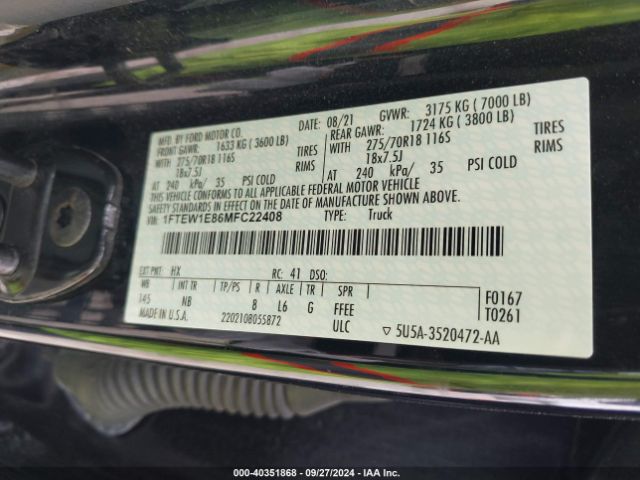 MFD. BY FORD MOTOR CO. DATE: 08/21 GVWR: 3175 KG ( 7000 LB)
FRONT GAWR: 1633 KG ( 3600 LB) REAR GAWR: 1724 KG ( 3800 LB)
WITH 275/70R18 116S TIRES WITH 275/70R18 116S TIRES
18x7.5J RIMS 18x7.5J RIMS
AT 240 kPa/ 35 PSI COLD AT 240 kPa/ 35 PSI COLD
THIS VEHICLE CONFORMS TO ALL APPLICABLE FEDERAL MOTOR VEHICLE
SAFETY STANDARDS IN EFFECT ON THE DATE OF MANUFACTURE SHOWN ABOVE.
VIN: 1FTEW1E86MFC22408 TYPE: Truck
EXT PNT: HX RC: 41 DSO:
WB INT TR TP/PS R AXLE TR SPR F0167
145 NB 8 L6 G FFEE T0261
MADE IN U.S.A. 2202108055872 ULC ▽ 5U5A-3520472-AA
000-40351868 - 09/27/2024 - IAA Inc.